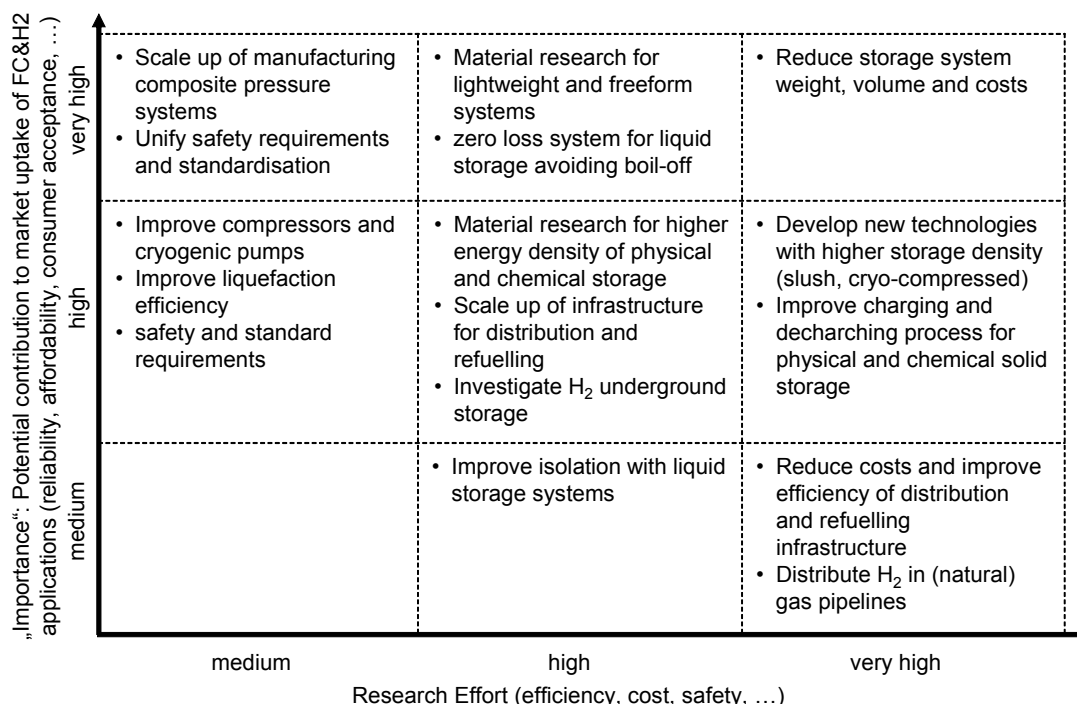 „Importance“: Potential contribution to market uptake of FC&H2
applications (reliability, affordability, consumer acceptance, …)
very high
• Scale up of manufacturing
composite pressure
systems
• Unify safety requirements
and standardisation
• Material research for
lightweight and freeform
systems
• zero loss system for liquid
storage avoiding boil-off
• Reduce storage system
weight, volume and costs
high
• Improve compressors and
cryogenic pumps
• Improve liquefaction
efficiency
• safety and standard
requirements
• Material research for higher
energy density of physical
and chemical storage
• Scale up of infrastructure
for distribution and
refuelling
• Investigate H₂ underground
storage
• Develop new technologies
with higher storage density
(slush, cryo-compressed)
• Improve charging and
decharching process for
physical and chemical solid
storage
medium
• Improve isolation with liquid
storage systems
• Reduce costs and improve
efficiency of distribution
and refuelling
infrastructure
• Distribute H₂ in (natural)
gas pipelines
medium
high
very high
Research Effort (efficiency, cost, safety, …)